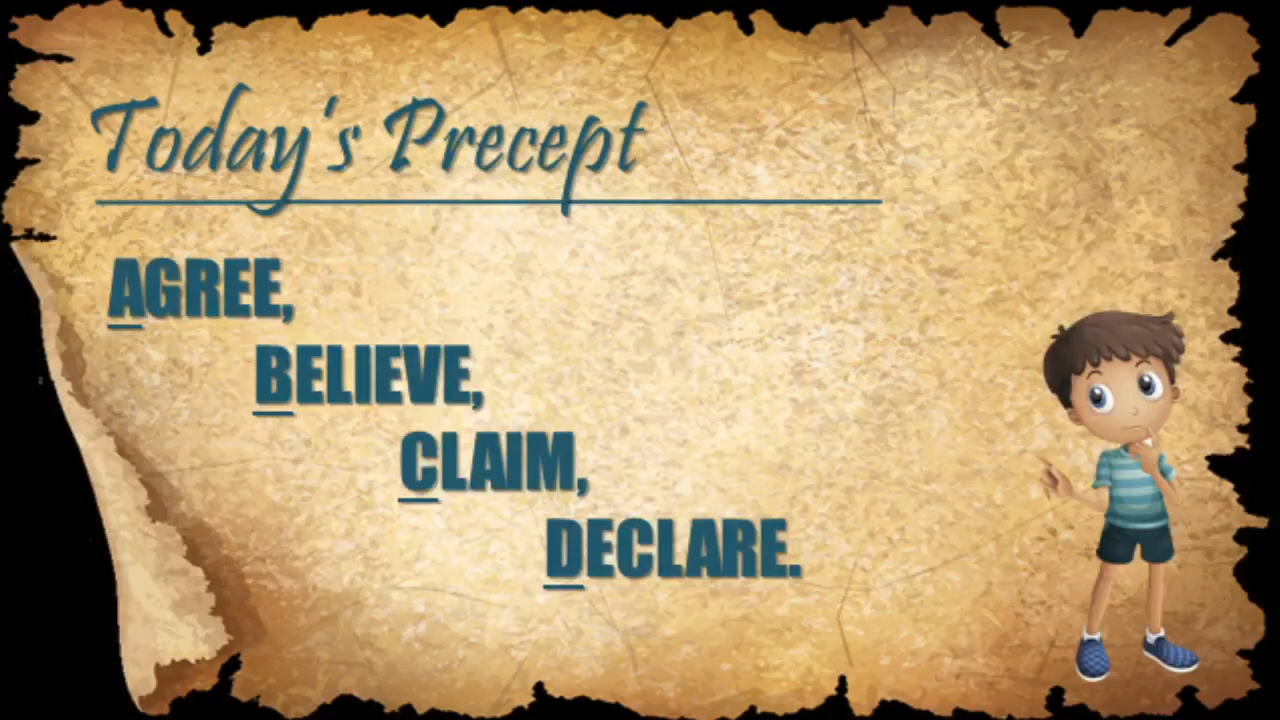 Today's Precept
AGREE,
BELIEVE,
CLAIM,
DECLARE.